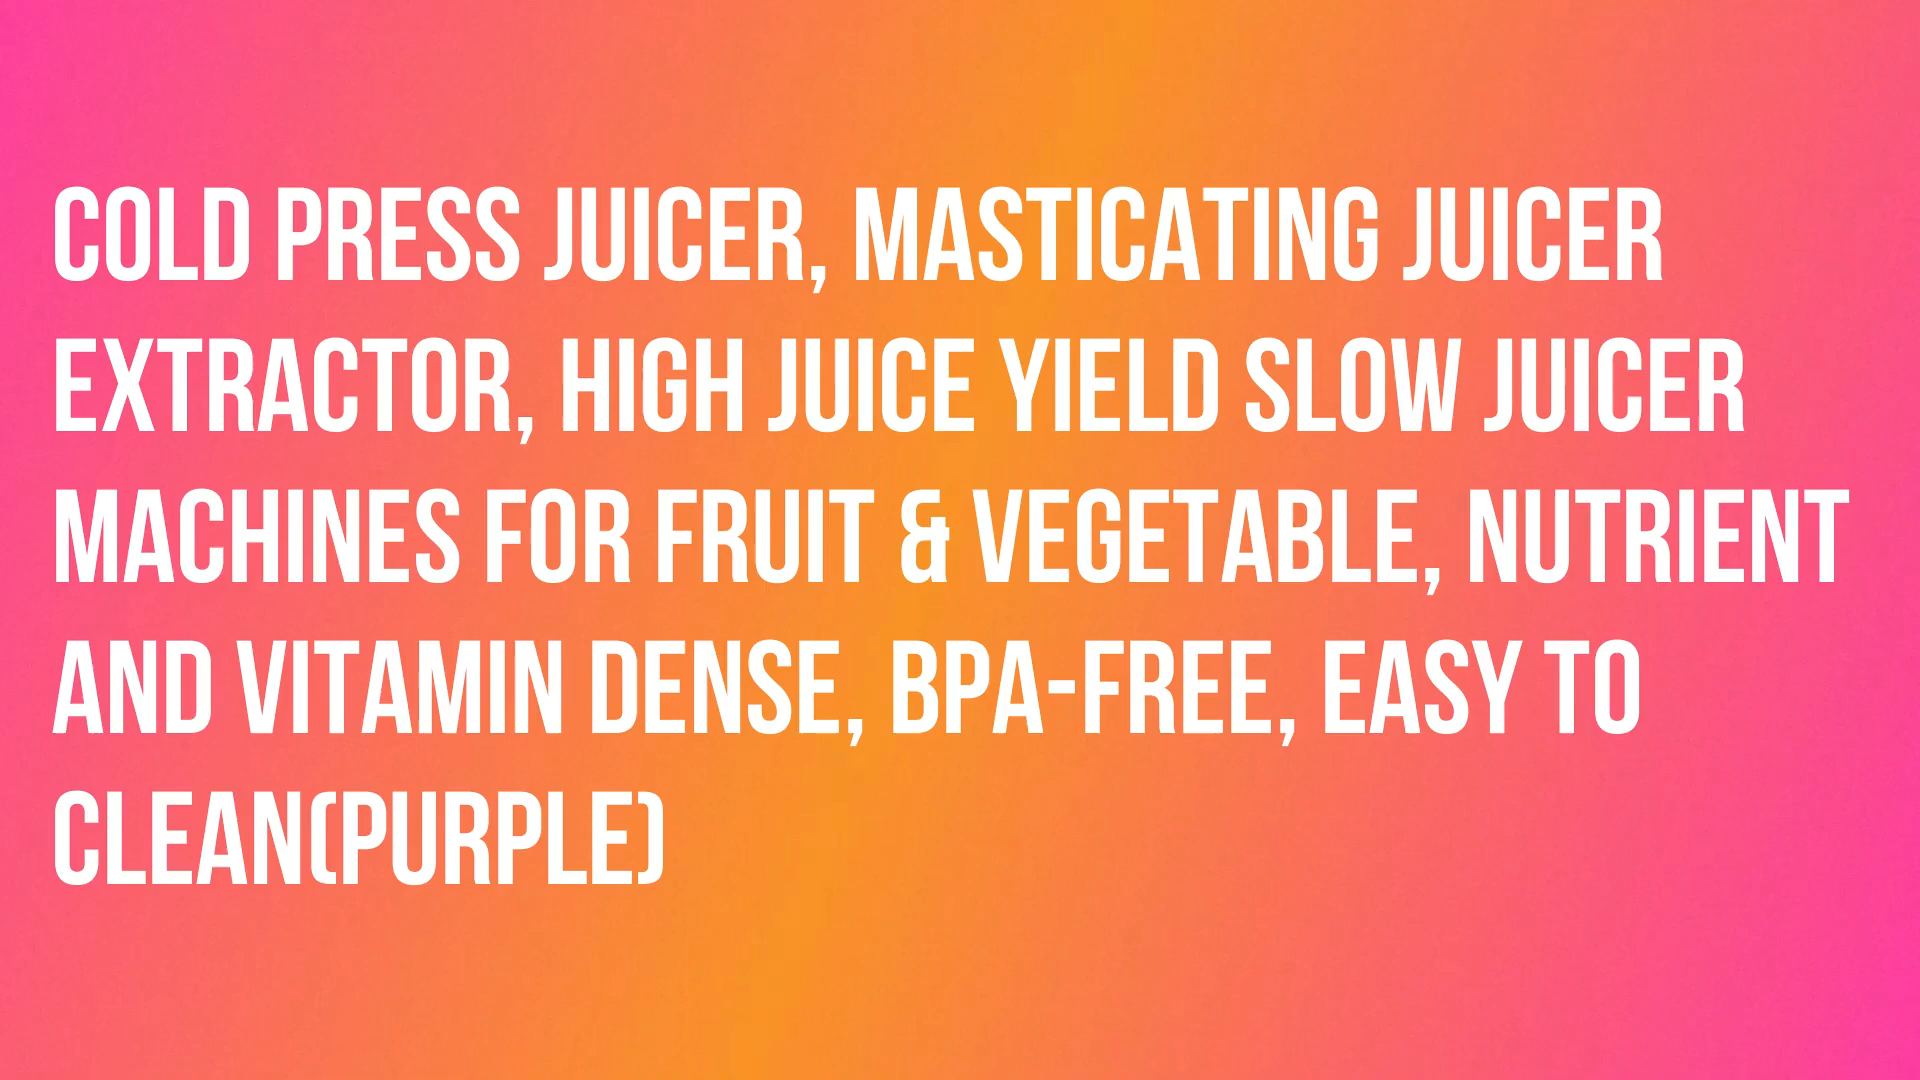 COLD PRESS JUICER, MASTICATING JUICER
EXTRACTOR, HIGH JUICE YIELD SLOW JUICER
MACHINES FOR FRUIT & VEGETABLE, NUTRIENT
AND VITAMIN DENSE, BPA-FREE, EASY TO
CLEAN(PURPLE)